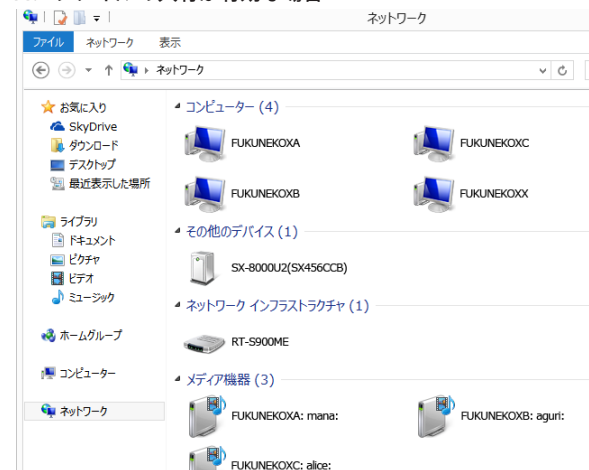 ネットワーク
ファイル ネットワーク 表示
ネットワーク
お気に入り
SkyDrive
ダウンロード
デスクトップ
最近表示した場所
ライブラリ
ドキュメント
ピクチャ
ビデオ
ミュージック
ホームグループ
コンピューター
ネットワーク
コンピューター (4)
FUKUNEKOXA FUKUNEKOXC
FUKUNEKOXB FUKUNEKOXX
その他のデバイス (1)
SX-8000U2(SX456CCB)
ネットワーク インフラストラクチャ (1)
RT-S900ME
メディア機器 (3)
FUKUNEKOXA: mana: FUKUNEKOXB: aguri:
FUKUNEKOXC: alice: